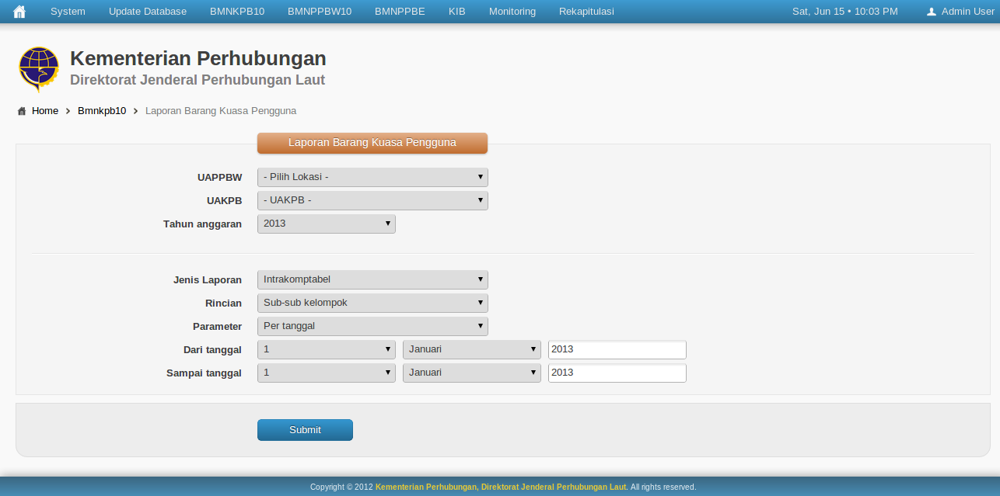 System Update Database BMNKPB10 BMNPPBW10 BMNPPBE KIB Monitoring Rekapitulasi Sat, Jun 15 • 10:03 PM Admin User
Kementerian Perhubungan
Direktorat Jenderal Perhubungan Laut
Home › Bmnkpb10 › Laporan Barang Kuasa Pengguna
Laporan Barang Kuasa Pengguna
UAPPBW - Pilih Lokasi -
UAKPB - UAKPB -
Tahun anggaran 2013
Jenis Laporan Intrakomptabel
Rincian Sub-sub kelompok
Parameter Per tanggal
Dari tanggal 1 Januari 2013
Sampai tanggal 1 Januari 2013
Submit
Copyright © 2012 Kementerian Perhubungan, Direktorat Jenderal Perhubungan Laut. All rights reserved.